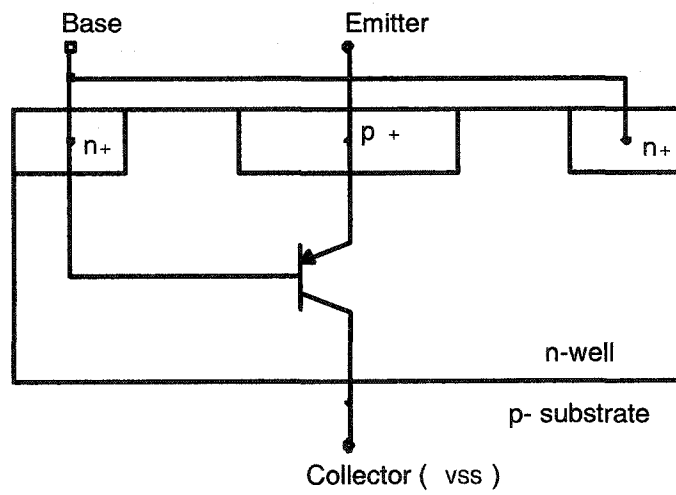 Base Emitter
n+ p + n+
n-well
p- substrate
Collector ( vss )